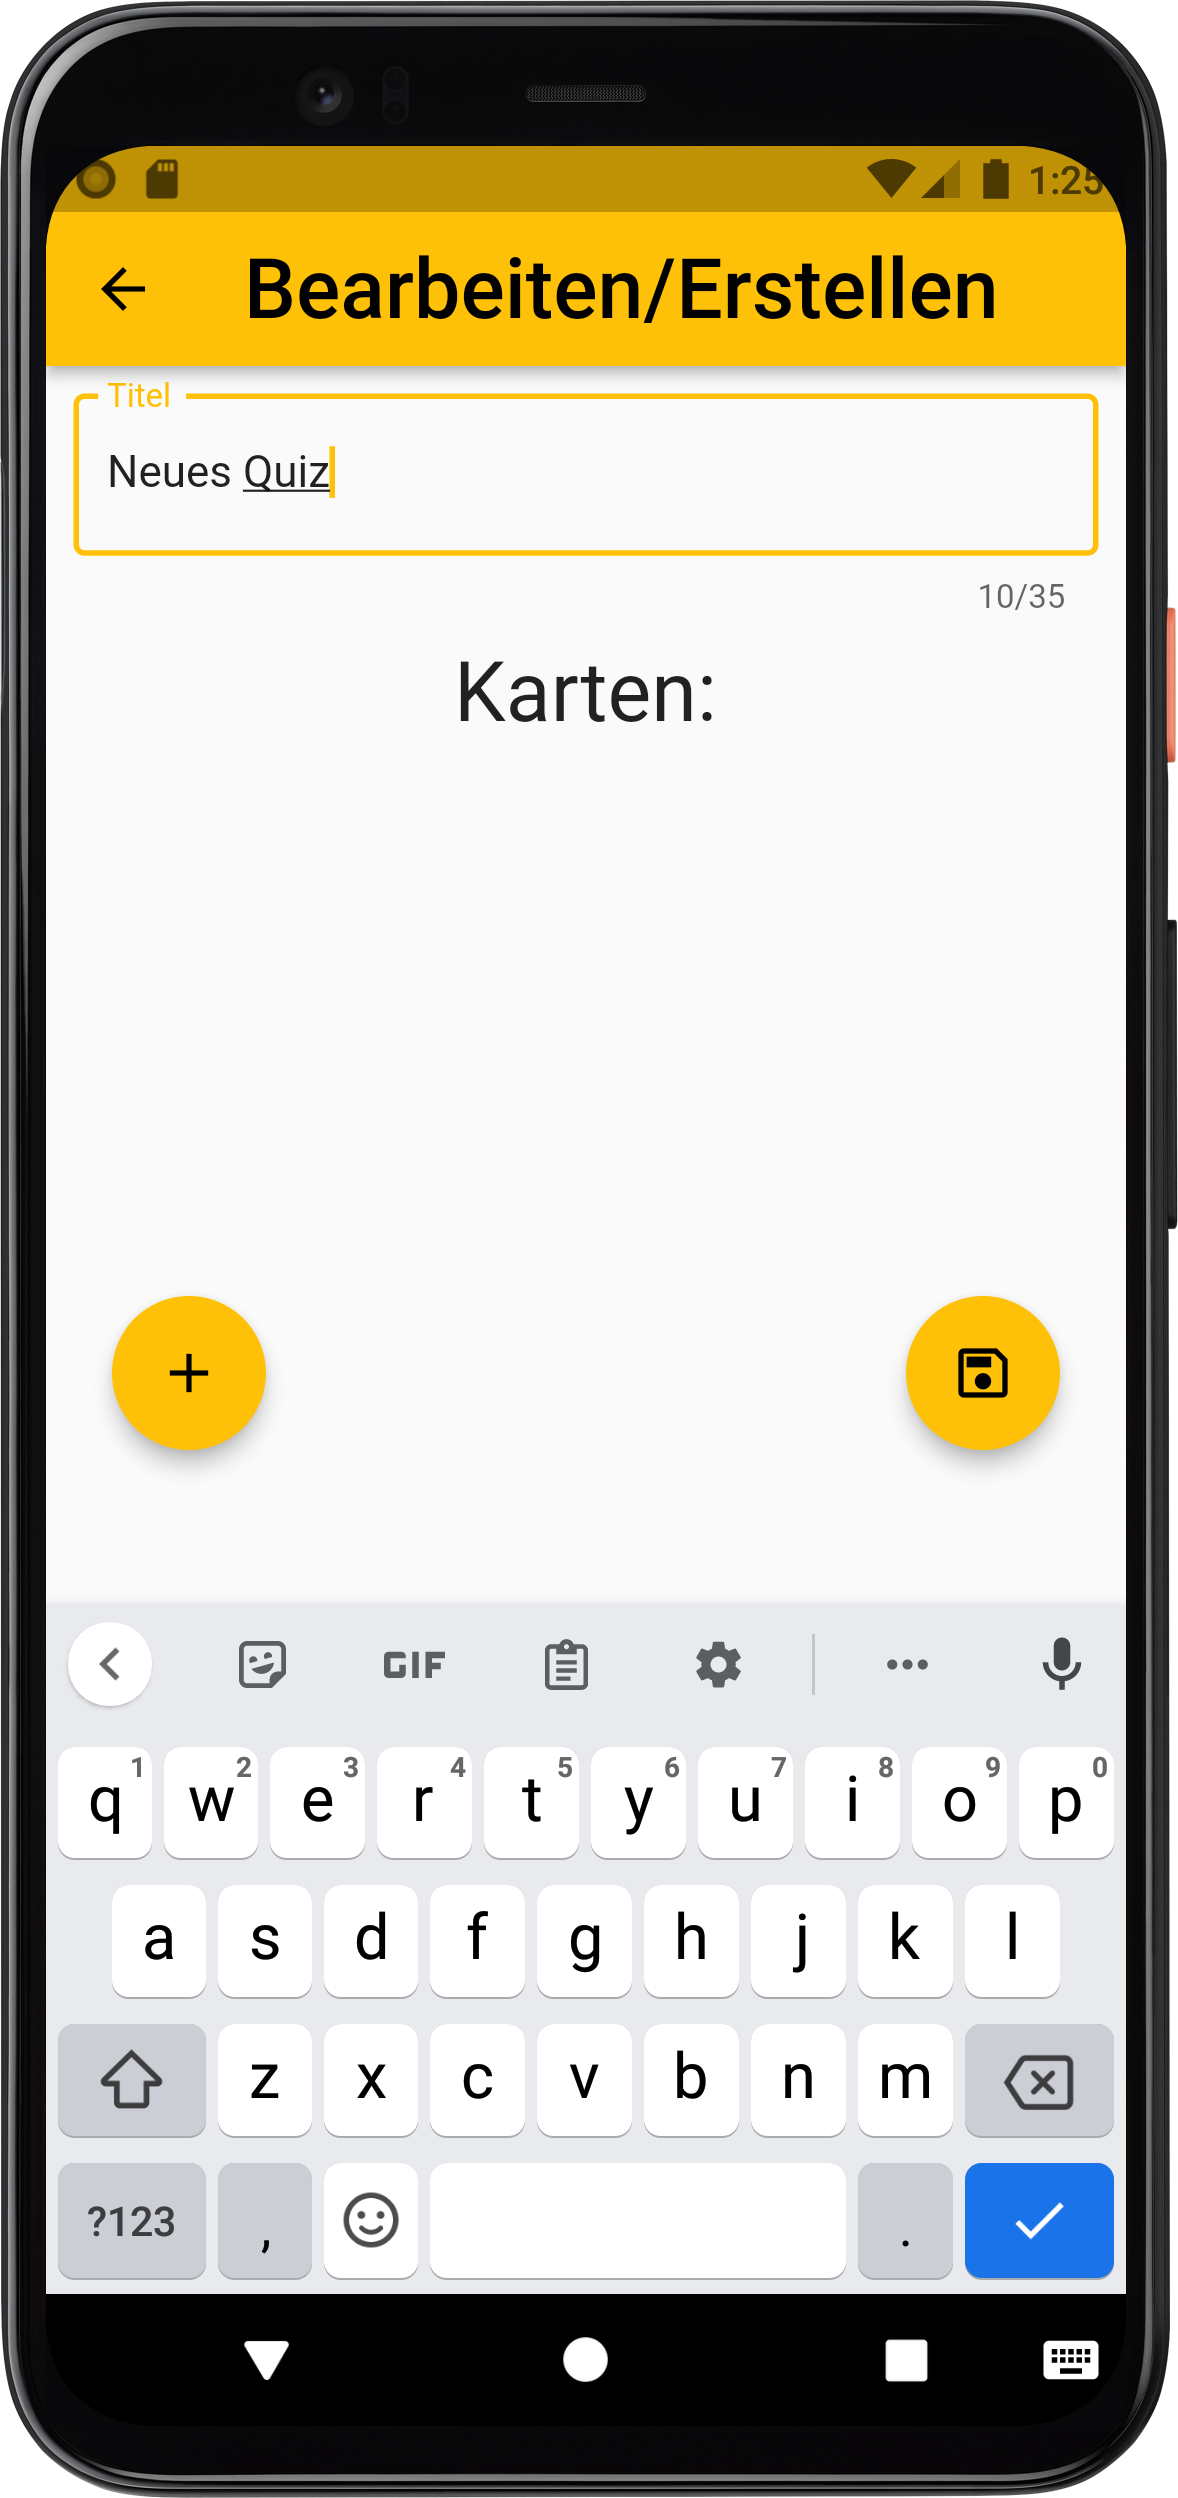 1:25
Bearbeiten/Erstellen
Titel
Neues Quiz
10/35
Karten:
GIF
1 2 3 4 5 6 7 8 9 0
q w e r t y u i o p
a s d f g h j k l
z x c v b n m
?123 , .